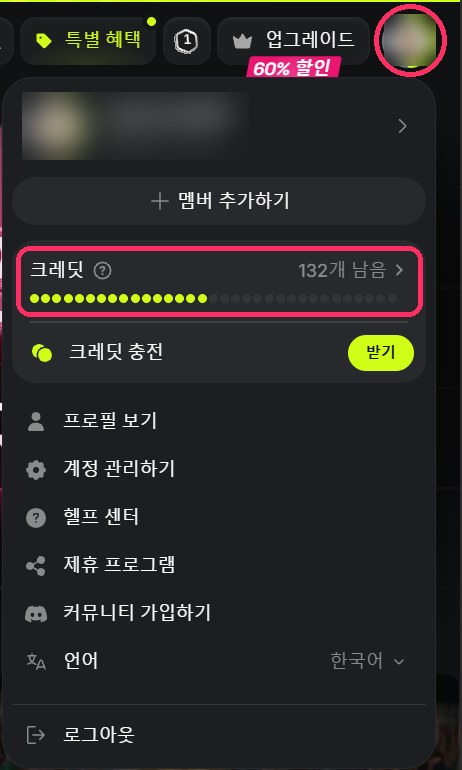 특별 혜택
1
업그레이드
60% 할인
멤버 추가하기
크레딧 ?
132개 남음
크레딧 충전
받기
프로필 보기
계정 관리하기
헬프 센터
제휴 프로그램
커뮤니티 가입하기
언어
한국어
로그아웃